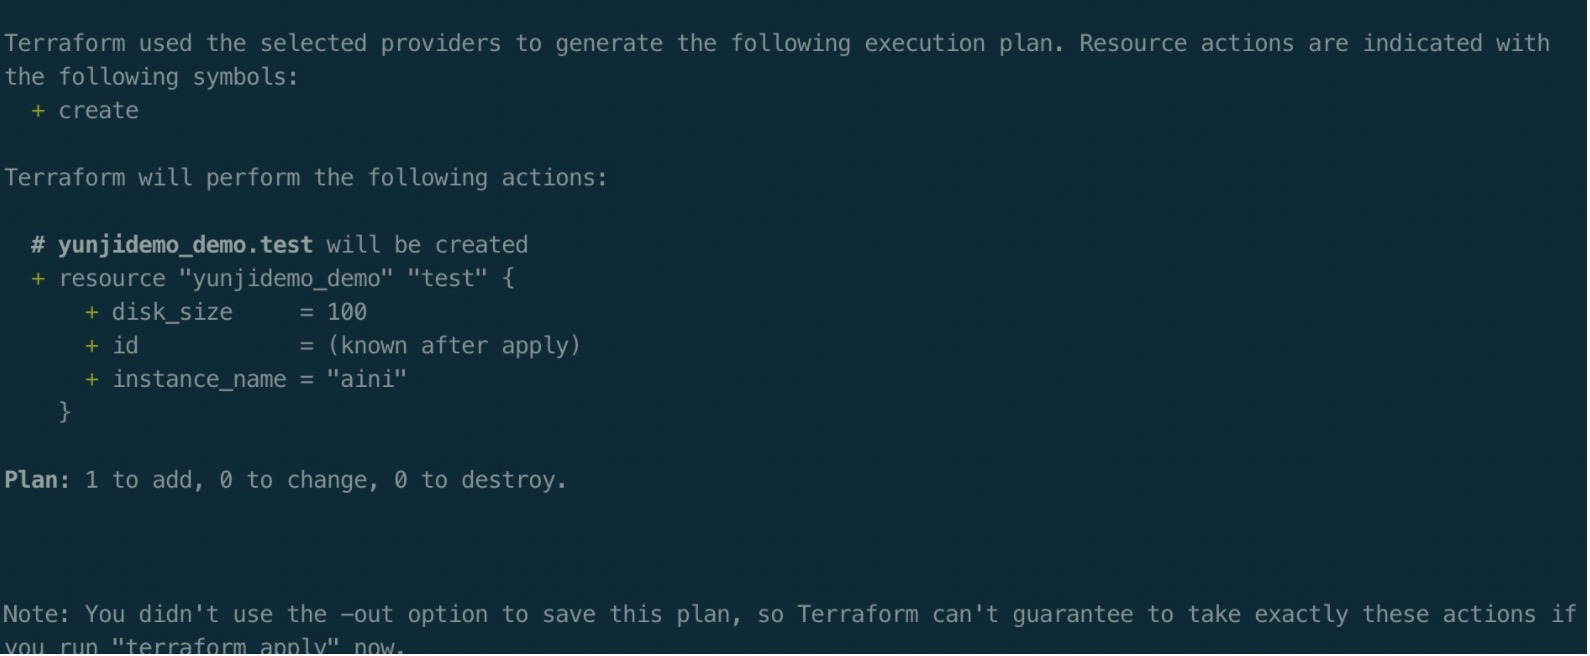 Terraform used the selected providers to generate the following execution plan. Resource actions are indicated with
the following symbols:
  + create
Terraform will perform the following actions:
  # yunjidemo_demo.test will be created
  + resource "yunjidemo_demo" "test" {
      + disk_size     = 100
      + id            = (known after apply)
      + instance_name = "aini"
    }
Plan: 1 to add, 0 to change, 0 to destroy.
Note: You didn't use the -out option to save this plan, so Terraform can't guarantee to take exactly these actions if
you run "terraform apply" now.